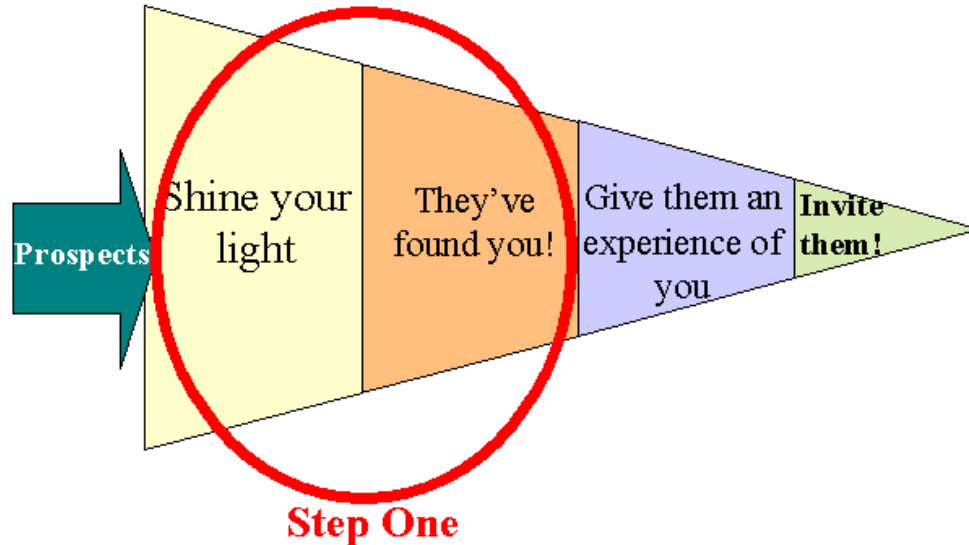 Prospects
Shine your
light
They’ve
found you!
Give them an
experience of
you
Invite
them!
Step One